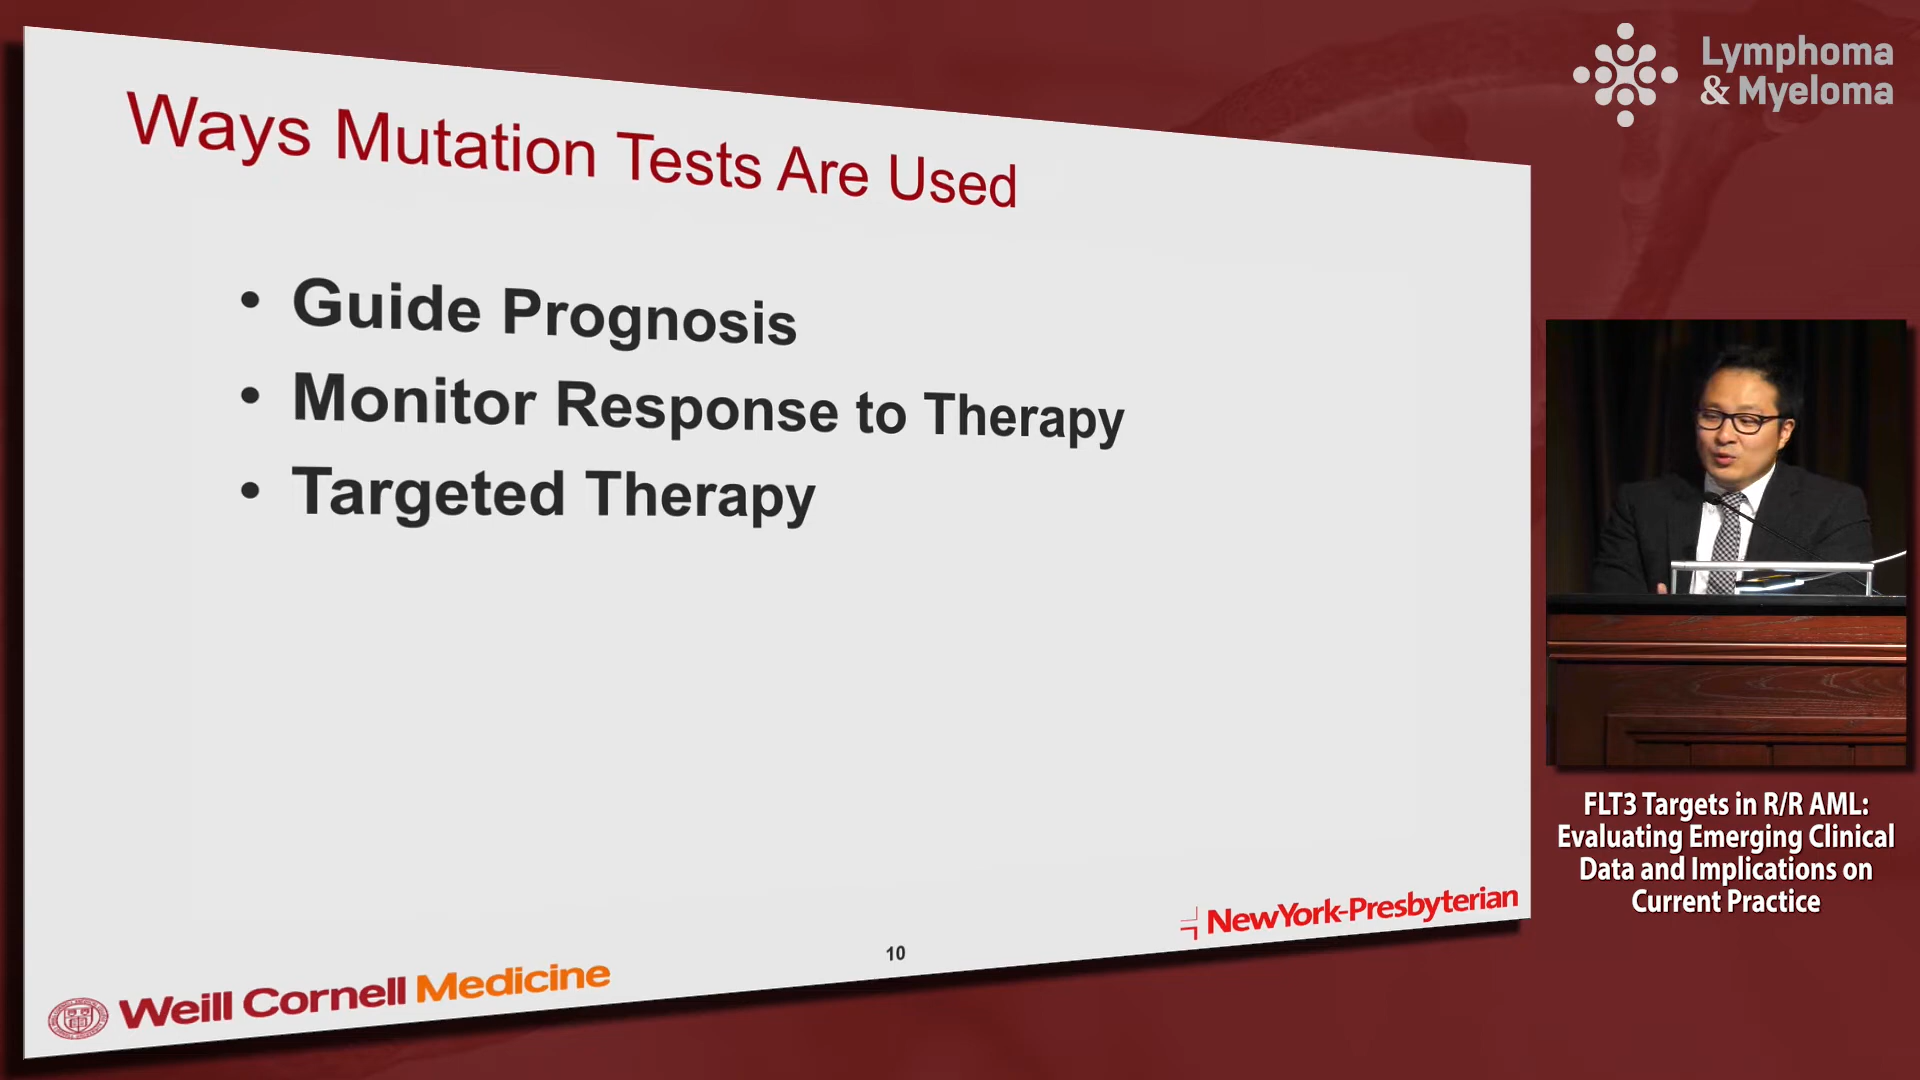 Ways Mutation Tests Are Used
• Guide Prognosis
• Monitor Response to Therapy
• Targeted Therapy
10
Weill Cornell Medicine
NewYork-Presbyterian
Lymphoma
& Myeloma
FLT3 Targets in R/R AML:
Evaluating Emerging Clinical
Data and Implications on
Current Practice